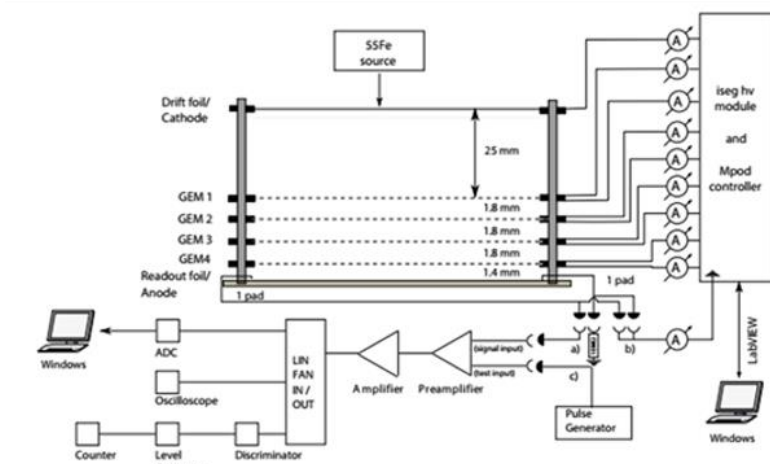 55Fe
source
Drift foil/
Cathode
25 mm
iseg hv
module
and
Mpod
controller
GEM 1
1.8 mm
GEM 2
1.8 mm
GEM 3
1.8 mm
GEM4
1.4 mm
Readout foil/
Anode
1 pad
1 pad
A
A
A
A
A
A
A
A
A
A
LabVIEW
Windows
ADC
Oscilloscope
Counter
Level
Discriminator
LIN
FAN
IN /
OUT
Amplifier
Preamplifier
(signal input)
(test input)
a)
b)
c)
Pulse
Generator
Windows